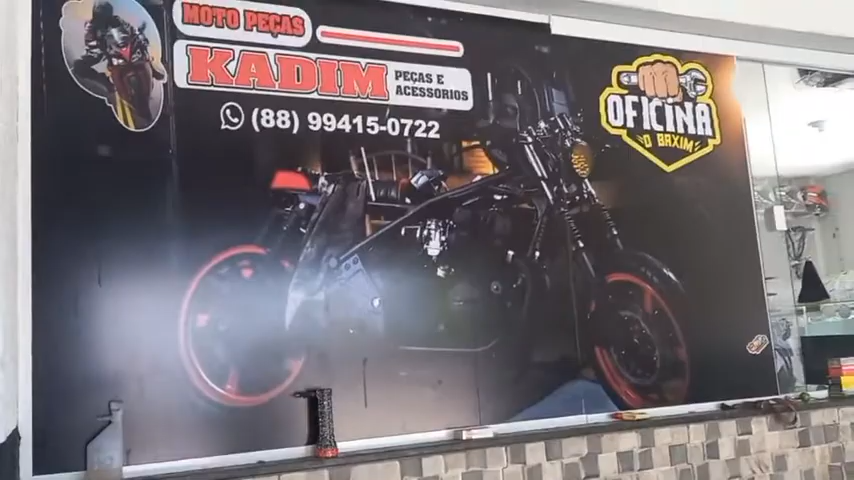 MOTO PEÇAS
KADIM
PEÇAS E
ACESSORIOS
(88) 99415-0722
OFICINA
D BAXIM